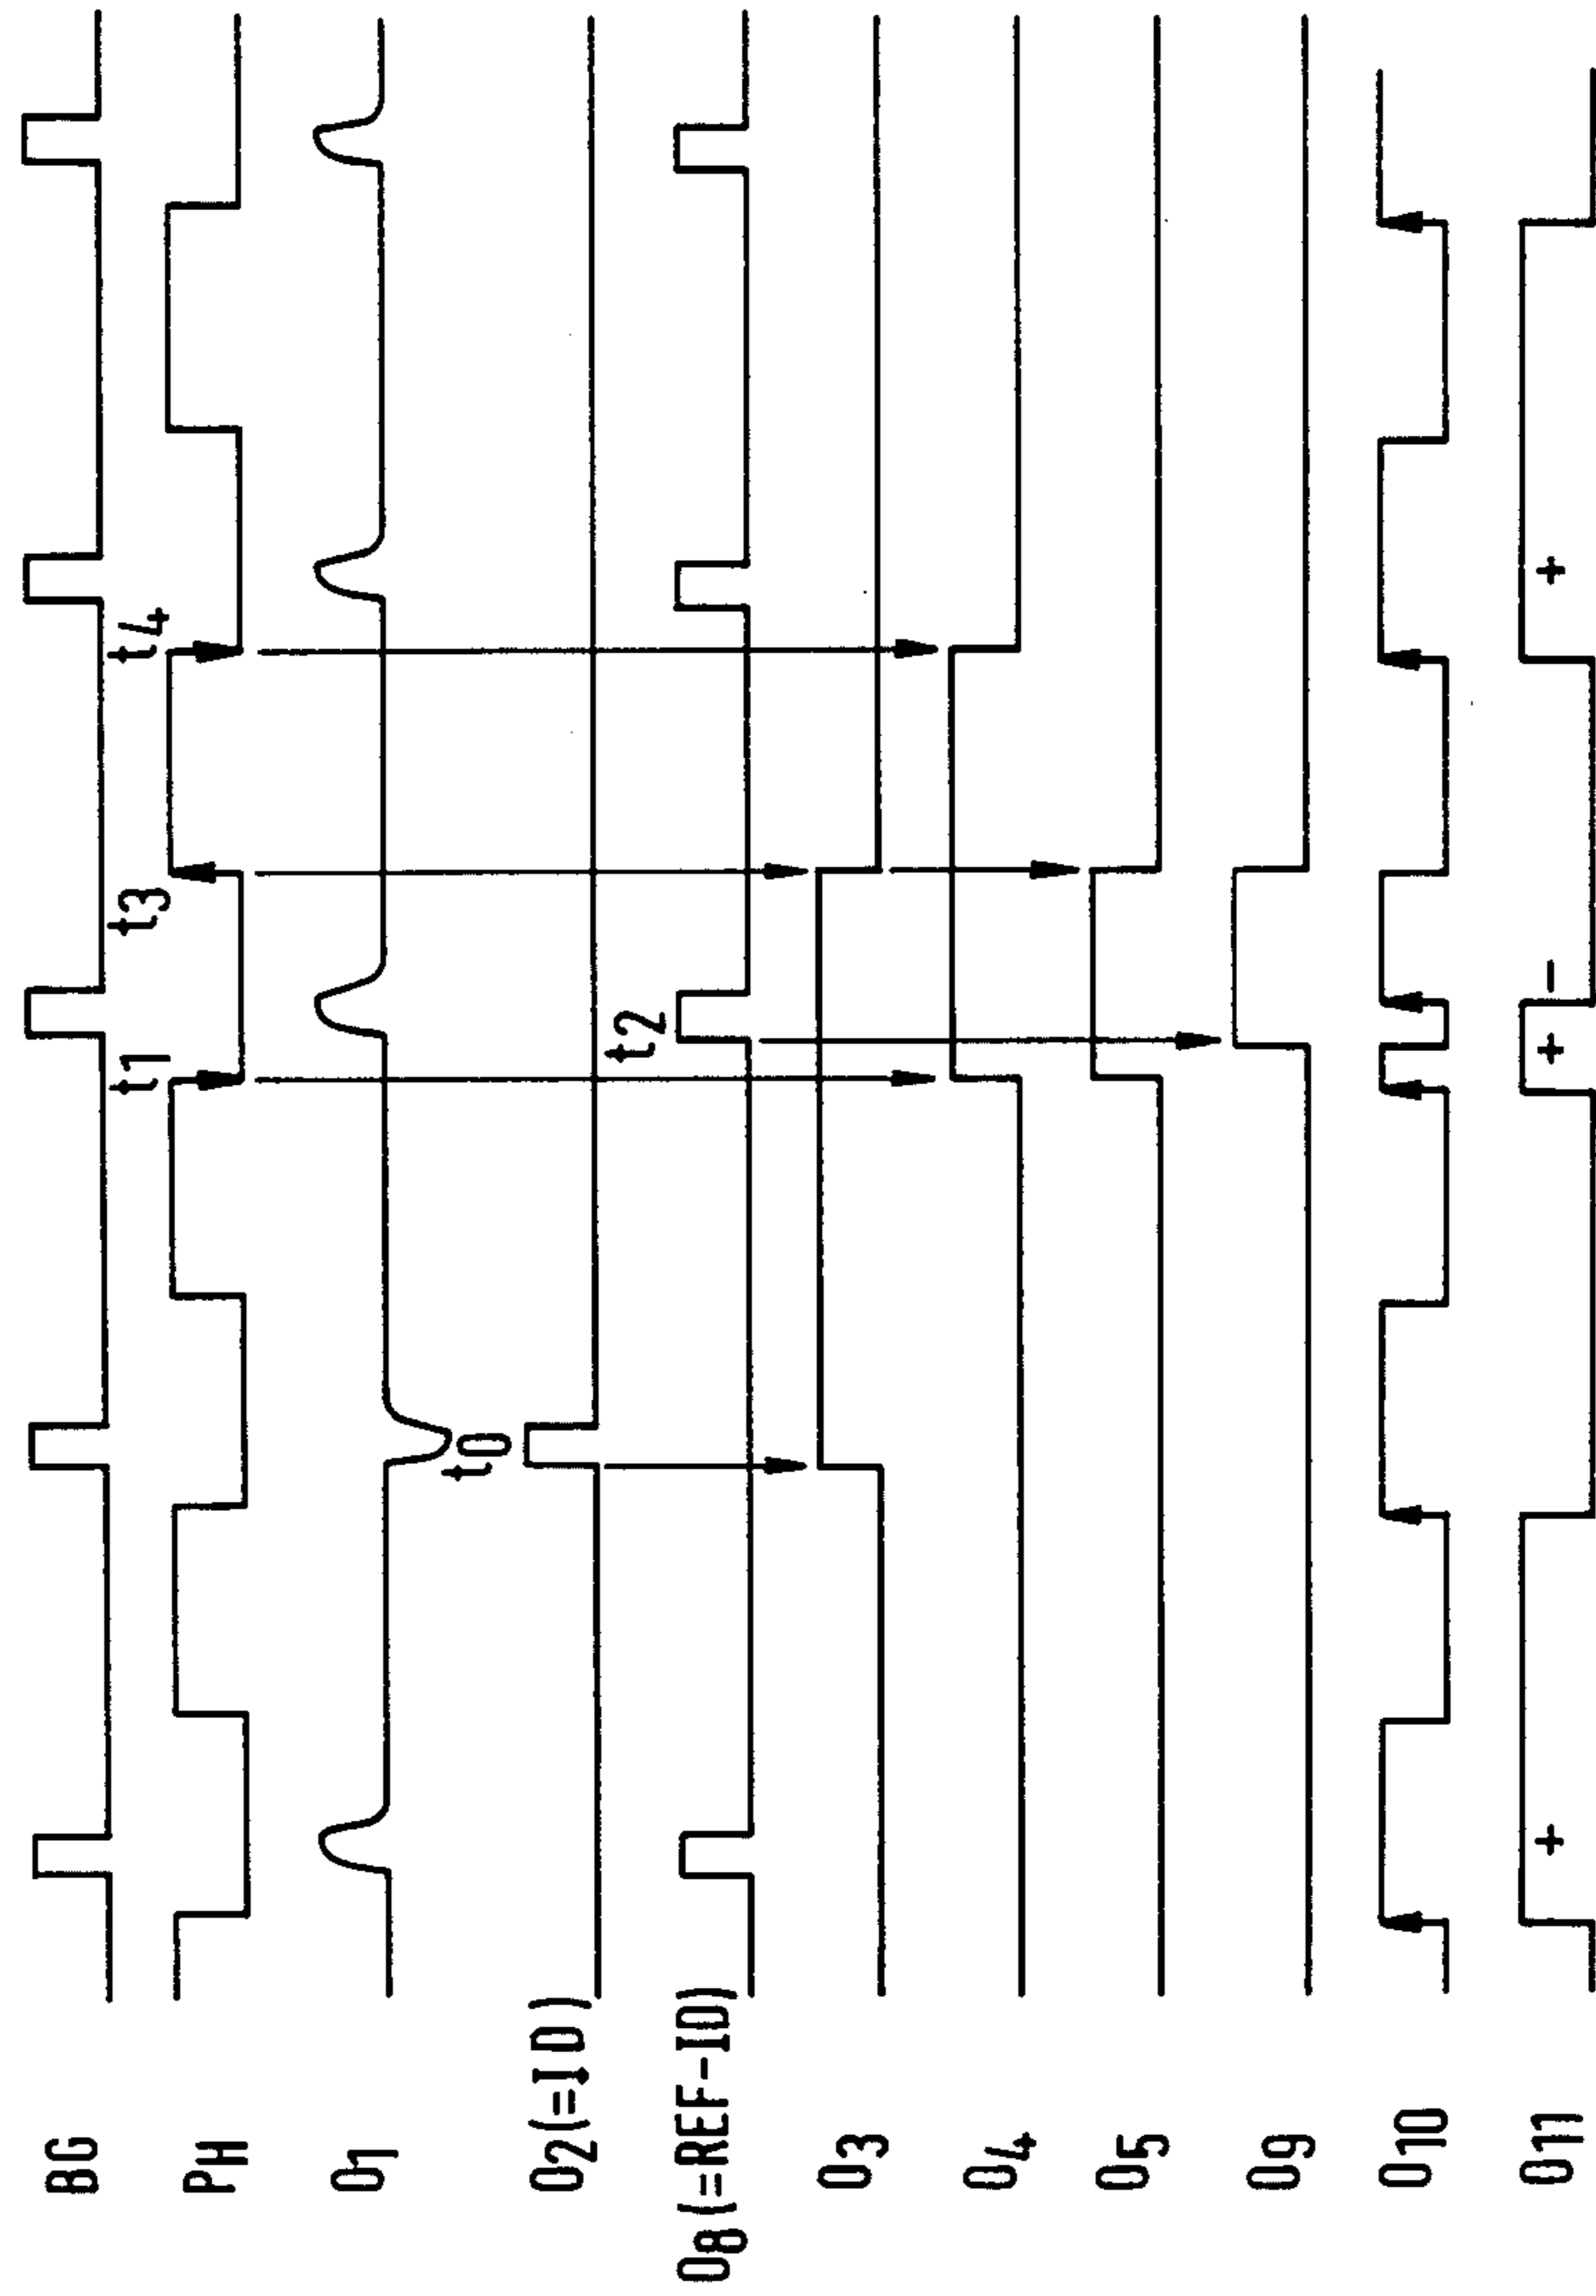 BG
PH t1 t3 t4
O1
O2 (=ID) t0
O8 (=REF-ID) t2
O3
O4
O5
O9
O10
O11 + + - +